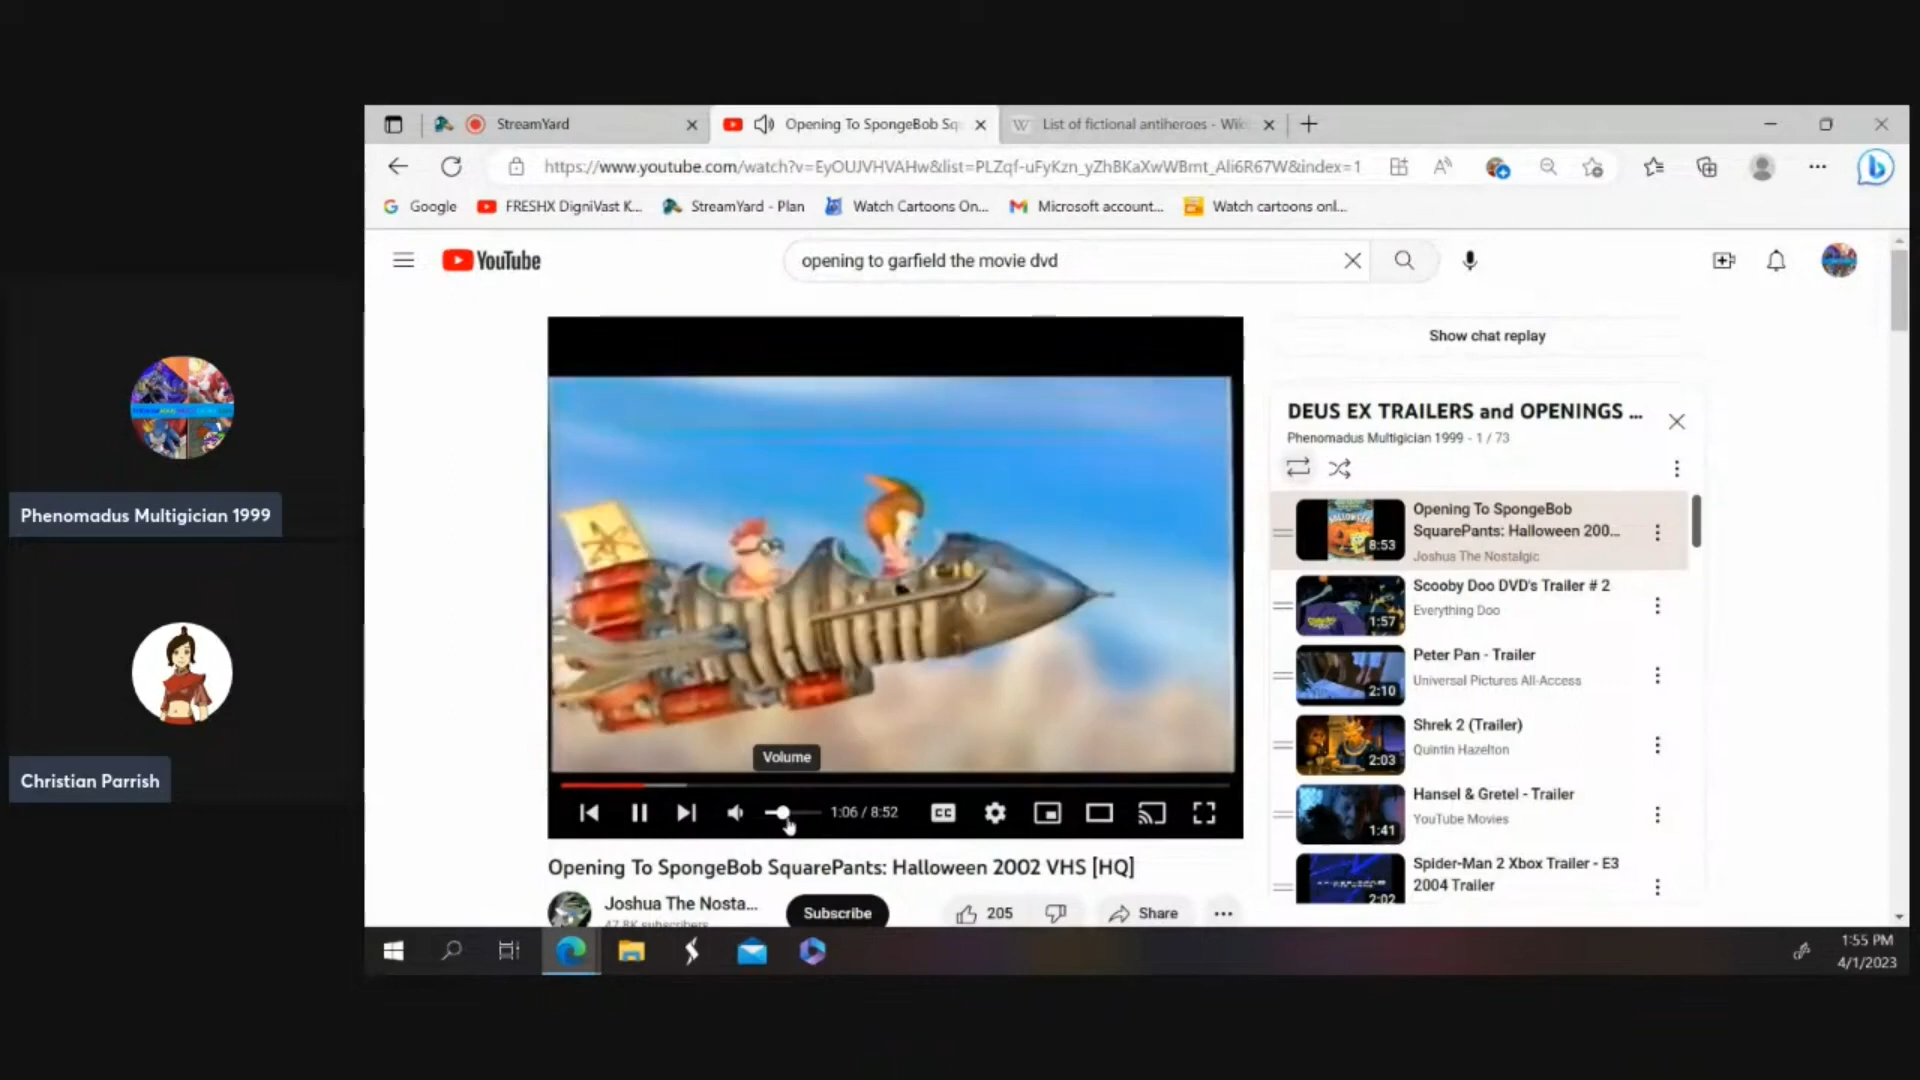 StreamYard
Opening To SpongeBob Sq
List of fictional antiheroes - Wik
https://www.youtube.com/watch?v=EyOUJVHVAHw&list=PLZqf-uFyKzn_yZhBKaXwWBmt_Ali6R67W&index=1
Google
FRESHX DigniVast K...
StreamYard - Plan
Watch Cartoons On...
Microsoft account...
Watch cartoons onl...
YouTube
opening to garfield the movie dvd
Show chat replay
DEUS EX TRAILERS and OPENINGS ...
Phenomadus Multigician 1999 - 1 / 73
Opening To SpongeBob
SquarePants: Halloween 200...
Joshua The Nostalgic
8:53
Scooby Doo DVD's Trailer # 2
Everything Doo
1:57
Peter Pan - Trailer
Universal Pictures All-Access
2:10
Shrek 2 (Trailer)
Quintin Hazelton
2:03
Hansel & Gretel - Trailer
YouTube Movies
1:41
Spider-Man 2 Xbox Trailer - E3
2004 Trailer
2:02
Phenomadus Multigician 1999
Christian Parrish
Volume
1:06 / 8:52
CC
Opening To SpongeBob SquarePants: Halloween 2002 VHS [HQ]
Joshua The Nosta...
47.8K subscribers
Subscribe
205
Share
1:55 PM
4/1/2023